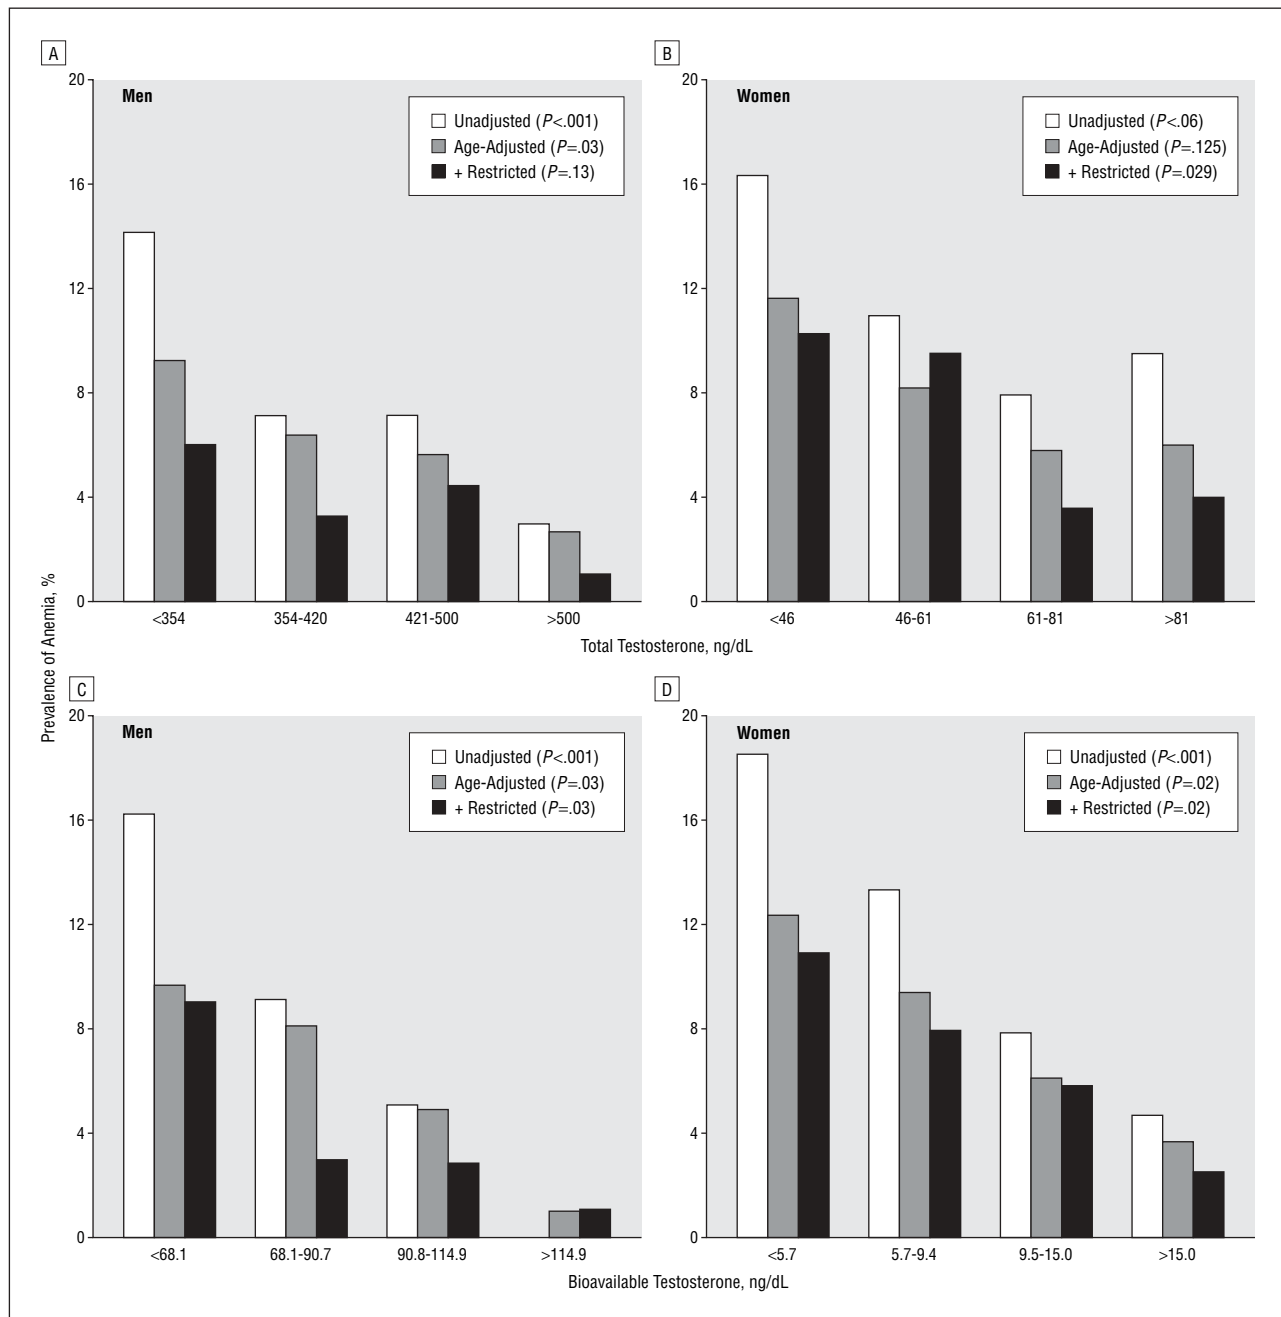 A
Men
Unadjusted (P<.001)
Age-Adjusted (P=.03)
+ Restricted (P=.13)
20
16
12
8
4
0
<354
354-420
421-500
>500
B
Women
Unadjusted (P<.06)
Age-Adjusted (P=.125)
+ Restricted (P=.029)
20
16
12
8
4
0
<46
46-61
61-81
>81
Total Testosterone, ng/dL
Prevalence of Anemia, %
C
Men
Unadjusted (P<.001)
Age-Adjusted (P=.03)
+ Restricted (P=.03)
20
16
12
8
4
0
<68.1
68.1-90.7
90.8-114.9
>114.9
D
Women
Unadjusted (P<.001)
Age-Adjusted (P=.02)
+ Restricted (P=.02)
20
16
12
8
4
0
<5.7
5.7-9.4
9.5-15.0
>15.0
Bioavailable Testosterone, ng/dL